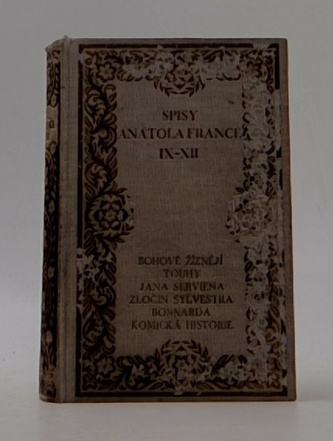 SPISY
ANATOLA FRANCE
IX-XII
BOHOVÉ ŽÍZNĚJÍ
TOUHY
JANA SERVIENA
ZLOČIN SYLVESTRA
BONNARDA
KOMICKÁ HISTORIE